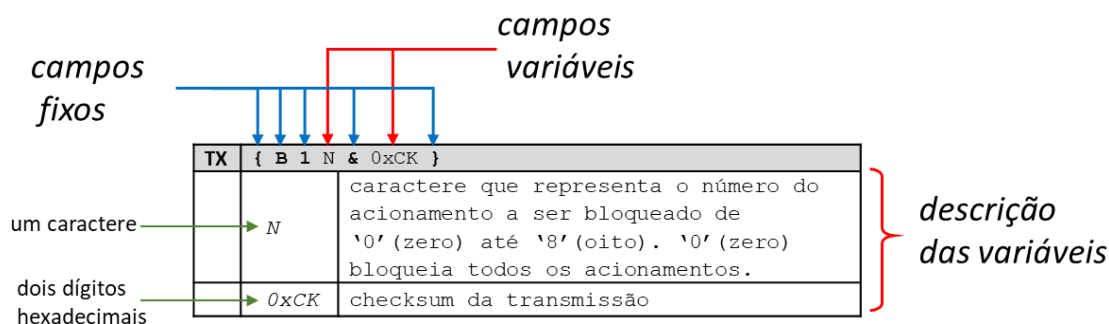 campos
variáveis
campos
fixos
TX { B 1 N & 0xCK }
um caractere
N
caractere que representa o número do
acionamento a ser bloqueado de
‘0’(zero) até ‘8’(oito). ‘0’(zero)
bloqueia todos os acionamentos.
descrição
das variáveis
dois dígitos
hexadecimais
0xCK
checksum da transmissão